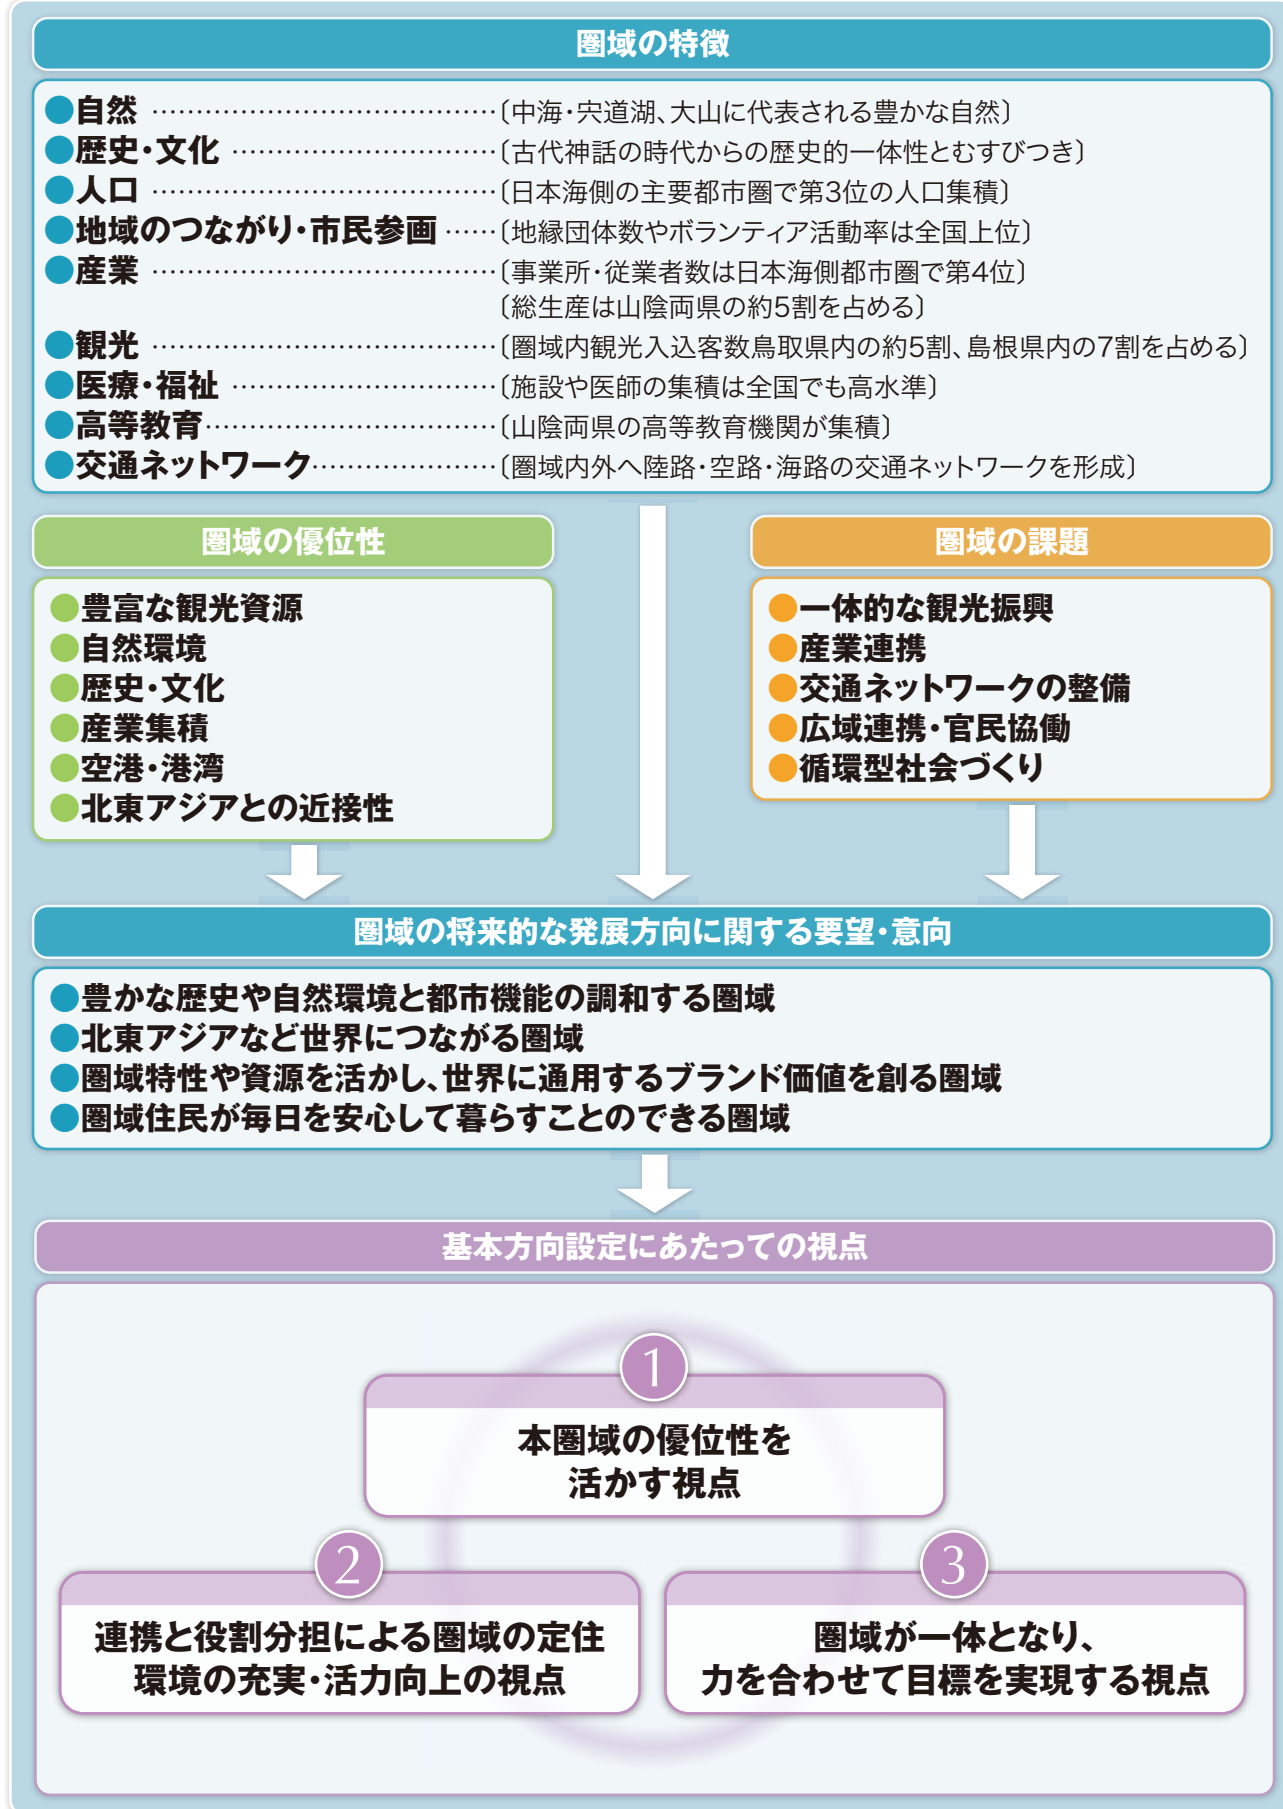 圏域の特徴
●自然 ……………………………………〔中海・宍道湖、大山に代表される豊かな自然〕
●歴史・文化 ……………………………〔古代神話の時代からの歴史的一体性とむすびつき〕
●人口 ……………………………………〔日本海側の主要都市圏で第3位の人口集積〕
●地域のつながり・市民参画 ……〔地縁団体数やボランティア活動率は全国上位〕
●産業 ……………………………………〔事業所・従業者数は日本海側都市圏で第4位〕
〔総生産は山陰両県の約5割を占める〕
●観光 ……………………………………〔圏域内観光入込客数鳥取県内の約5割、島根県内の7割を占める〕
●医療・福祉 ……………………………〔施設や医師の集積は全国でも高水準〕
●高等教育………………………………〔山陰両県の高等教育機関が集積〕
●交通ネットワーク…………………〔圏域内外へ陸路・空路・海路の交通ネットワークを形成〕
圏域の優位性
●豊富な観光資源
●自然環境
●歴史・文化
●産業集積
●空港・港湾
●北東アジアとの近接性
圏域の課題
●一体的な観光振興
●産業連携
●交通ネットワークの整備
●広域連携・官民協働
●循環型社会づくり
圏域の将来的な発展方向に関する要望・意向
●豊かな歴史や自然環境と都市機能の調和する圏域
●北東アジアなど世界につながる圏域
●圏域特性や資源を活かし、世界に通用するブランド価値を創る圏域
●圏域住民が毎日を安心して暮らすことのできる圏域
基本方向設定にあたっての視点
1
本圏域の優位性を
活かす視点
2
連携と役割分担による圏域の定住
環境の充実・活力向上の視点
3
圏域が一体となり、
力を合わせて目標を実現する視点